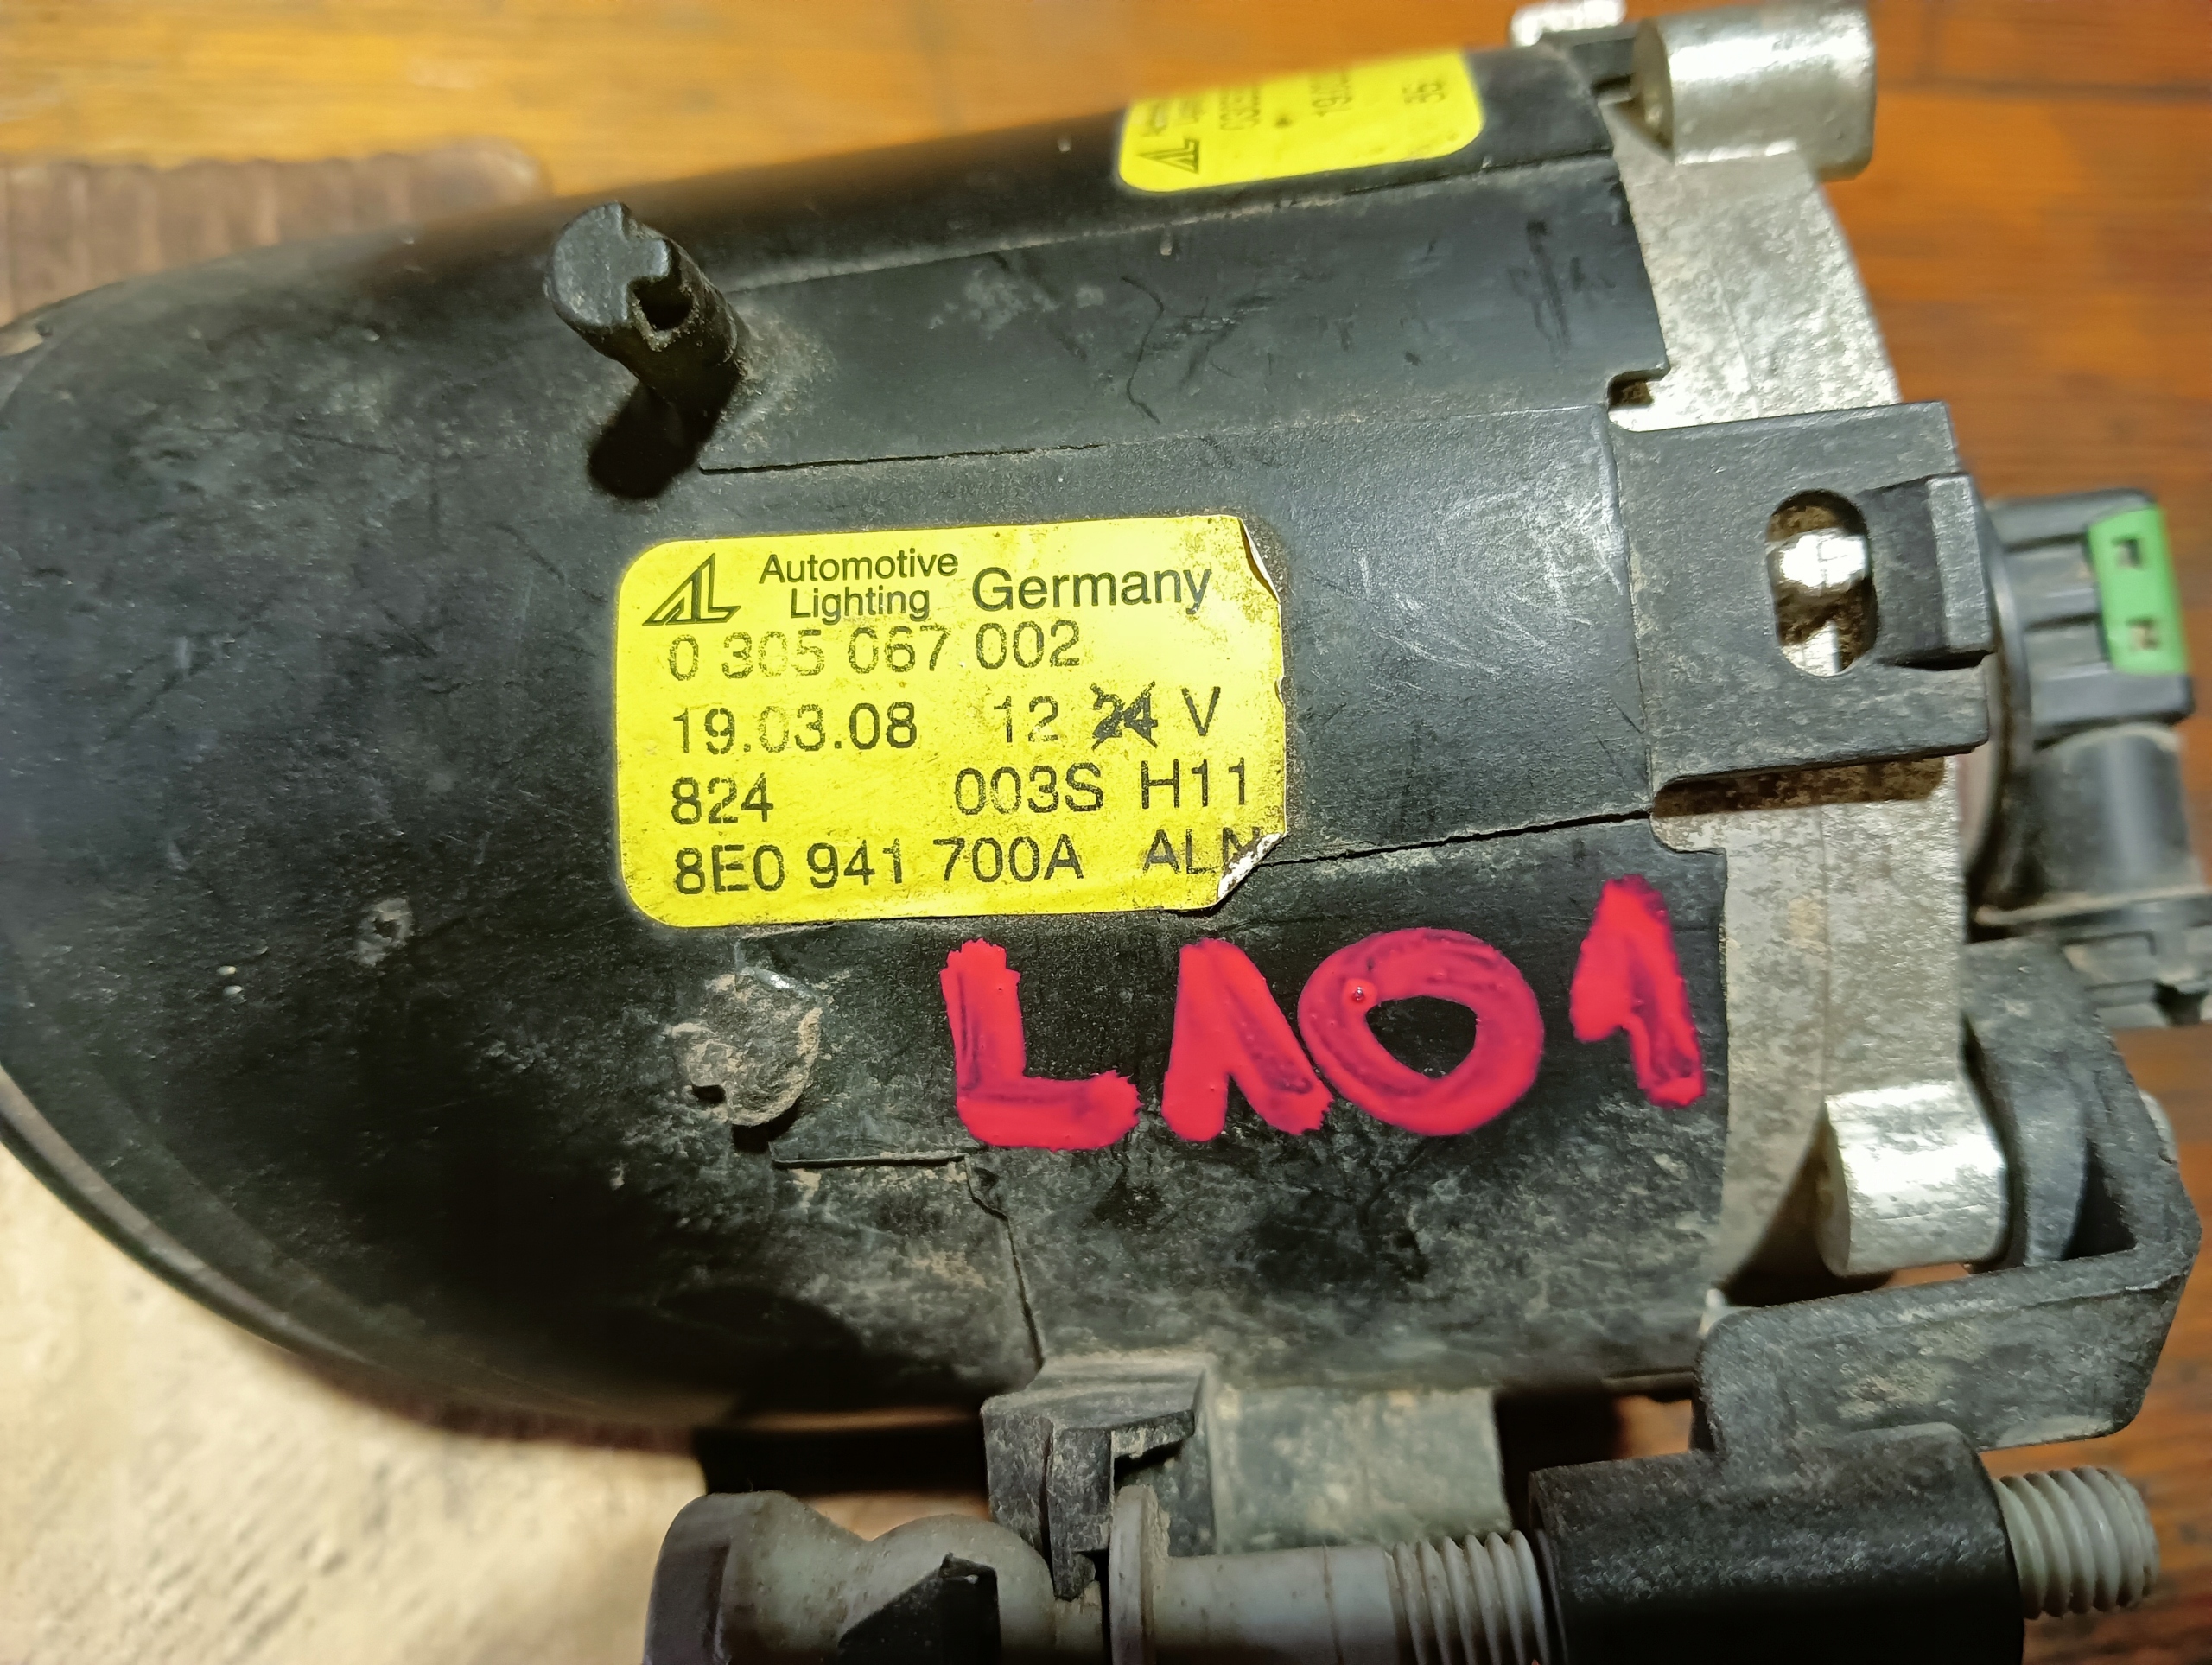 Automotive
Lighting Germany
0 305 067 002
19.03.08 12 24 V
824 003S H11
8E0 941 700A ALN
LA01